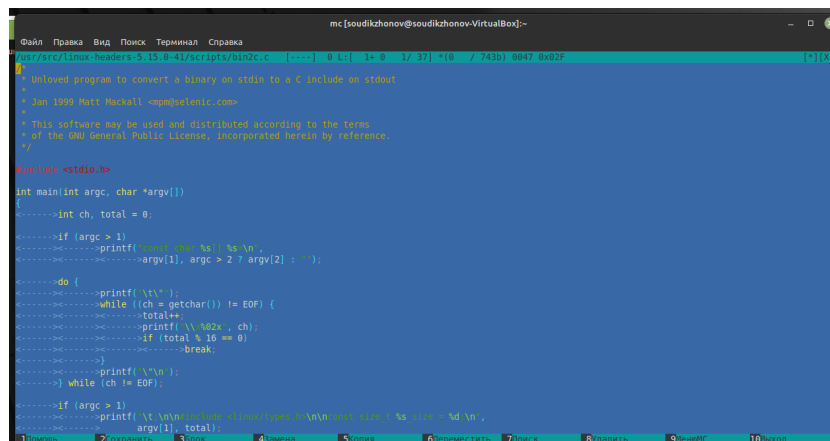 mc [soudikzhonov@soudikzhonov-VirtualBox]:~
Файл Правка Вид Поиск Терминал Справка
/usr/src/linux-headers-5.15.0-41/scripts/bin2c.c [----] 0 L:[ 1+ 0 1/ 37] *(0 / 743b) 0047 0x02F [*][X
/*
* Unloved program to convert a binary on stdin to a C include on stdout
*
* Jan 1999 Matt Mackall <mpm@selenic.com>
*
* This software may be used and distributed according to the terms
* of the GNU General Public License, incorporated herein by reference.
*/
#include <stdio.h>
int main(int argc, char *argv[])
{
<------>int ch, total = 0;
<------>if (argc > 1)
<------><------>printf("const char %s[] %s=\n",
<------><------><------>argv[1], argc > 2 ? argv[2] : "");
<------>do {
<------><------>printf("\t\"");
<------><------>while ((ch = getchar()) != EOF) {
<------><------><------>total++;
<------><------><------>printf("\\x%02x", ch);
<------><------><------>if (total % 16 == 0)
<------><------><------><------>break;
<------><------>}
<------><------>printf("\"\n");
<------>} while (ch != EOF);
<------>if (argc > 1)
<------><------>printf("\t;\n\n#include <linux/types.h>\n\nconst size_t %s_size = %d;\n",
<------><------> argv[1], total);
1Помощь 2Сохранить 3Блок 4Замена 5Копия 6Переместить 7Поиск 8Удалить 9МенюMC 10Выход